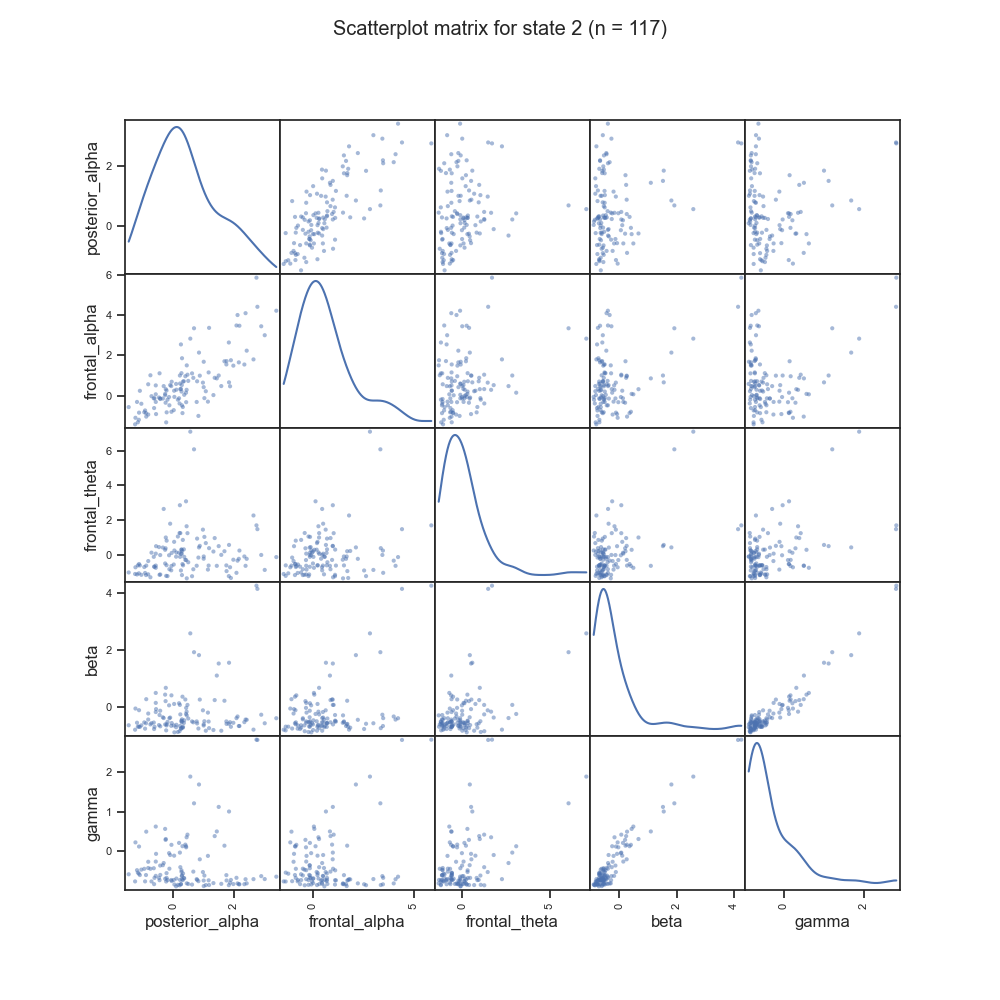 Scatterplot matrix for state 2 (n = 117)
posterior_alpha
2
0
frontal_alpha
6
4
2
0
frontal_theta
6
4
2
0
beta
4
2
0
gamma
2
1
0
0 2 0 5 0 5 0 2 4 0 2
posterior_alpha frontal_alpha frontal_theta beta gamma